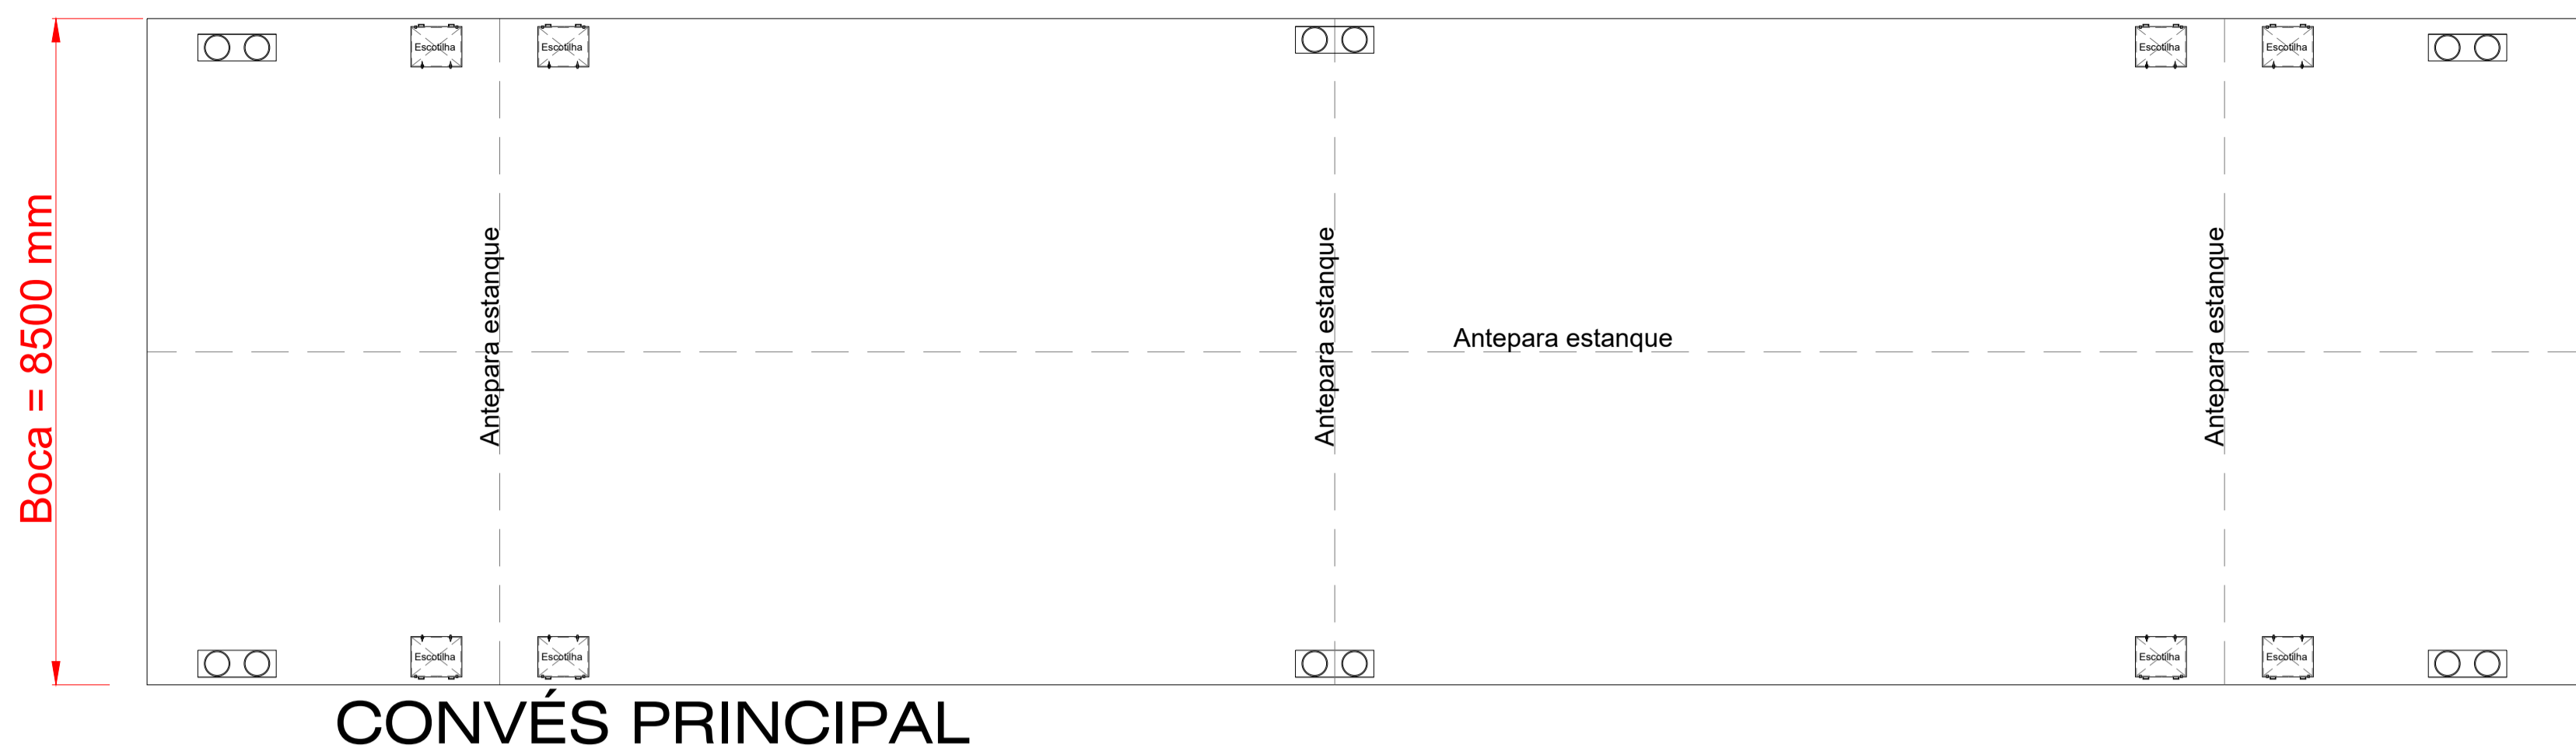 Escotilha
Escotilha
Escotilha
Escotilha
Boca = 8500 mm
Antepara estanque
Antepara estanque
Antepara estanque
Antepara estanque
Escotilha
Escotilha
Escotilha
Escotilha
CONVÉS PRINCIPAL